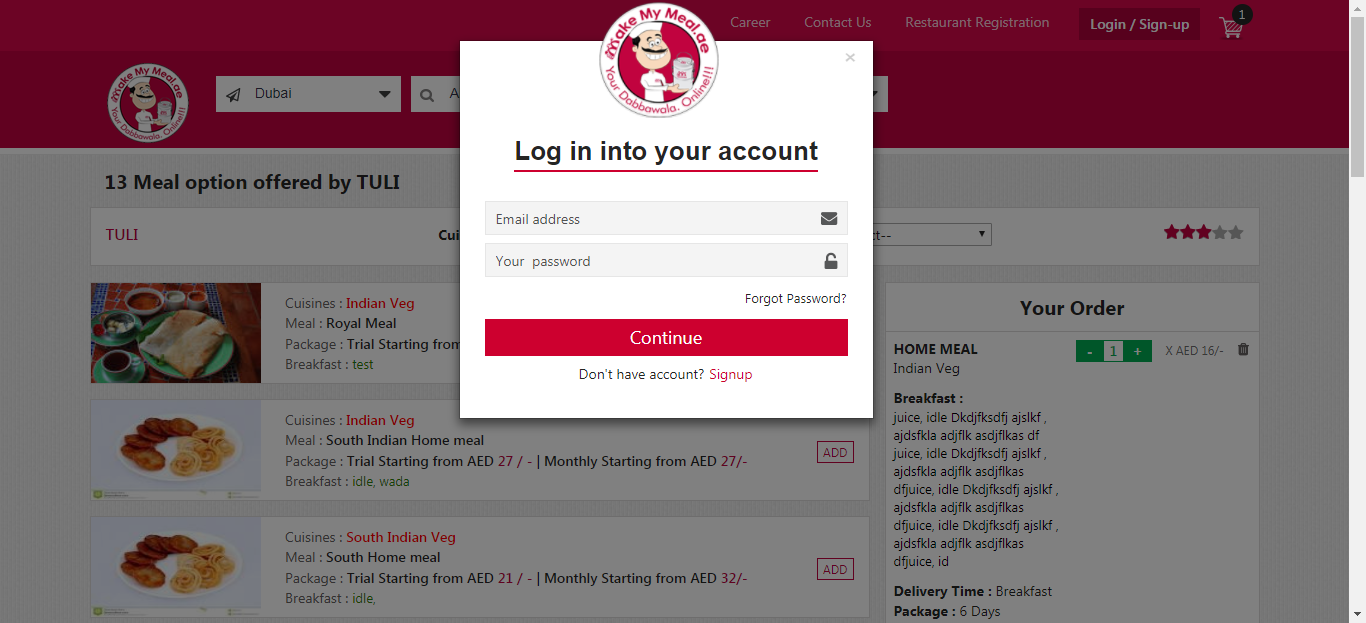 Career Contact Us Restaurant Registration Login / Sign-up 1
Make My Meal.ae
Your Dabbawala. Online!!!
Make My Meal.ae
Your Dabbawala. Online!!!
Dubai
A
×
Log in into your account
Email address
Your password
Forgot Password?
Continue
Don't have account? Signup
13 Meal option offered by TULI
TULI
Cui
ct--
Cuisines : Indian Veg
Meal : Royal Meal
Package : Trial Starting from
Breakfast : test
Cuisines : Indian Veg
Meal : South Indian Home meal
Package : Trial Starting from AED 27 / - | Monthly Starting from AED 27/-
Breakfast : idle, wada
ADD
Cuisines : South Indian Veg
Meal : South Home meal
Package : Trial Starting from AED 21 / - | Monthly Starting from AED 32/-
Breakfast : idle,
ADD
Your Order
HOME MEAL - 1 + X AED 16/-
Indian Veg
Breakfast :
juice, idle Dkdjfksdfj ajslkf ,
ajdsfkla adjflk asdjflkas df
juice, idle Dkdjfksdfj ajslkf ,
ajdsfkla adjflk asdjflkas
dfjuice, idle Dkdjfksdfj ajslkf ,
ajdsfkla adjflk asdjflkas
dfjuice, idle Dkdjfksdfj ajslkf ,
ajdsfkla adjflk asdjflkas
dfjuice, id
Delivery Time : Breakfast
Package : 6 Days